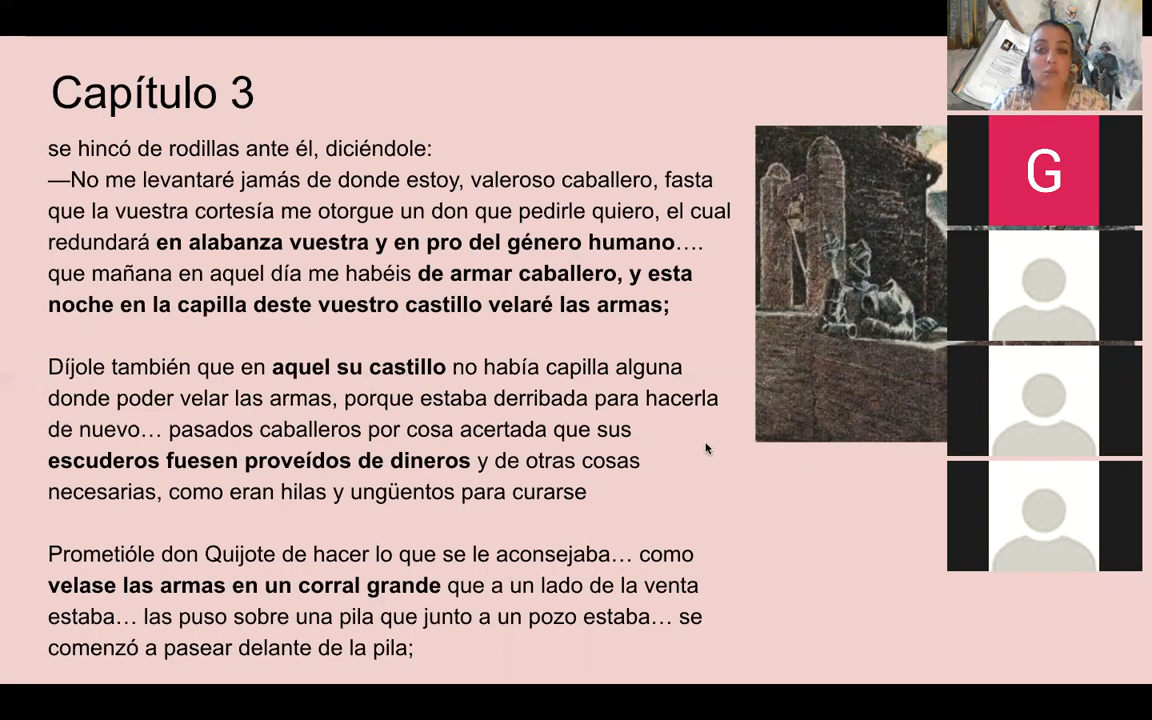 Capítulo 3
se hincó de rodillas ante él, diciéndole:
—No me levantaré jamás de donde estoy, valeroso caballero, fasta
que la vuestra cortesía me otorgue un don que pedirle quiero, el cual
redundará en alabanza vuestra y en pro del género humano….
que mañana en aquel día me habéis de armar caballero, y esta
noche en la capilla deste vuestro castillo velaré las armas;
Díjole también que en aquel su castillo no había capilla alguna
donde poder velar las armas, porque estaba derribada para hacerla
de nuevo… pasados caballeros por cosa acertada que sus
escuderos fuesen proveídos de dineros y de otras cosas
necesarias, como eran hilas y ungüentos para curarse
Prometióle don Quijote de hacer lo que se le aconsejaba… como
velase las armas en un corral grande que a un lado de la venta
estaba… las puso sobre una pila que junto a un pozo estaba… se
comenzó a pasear delante de la pila;
G